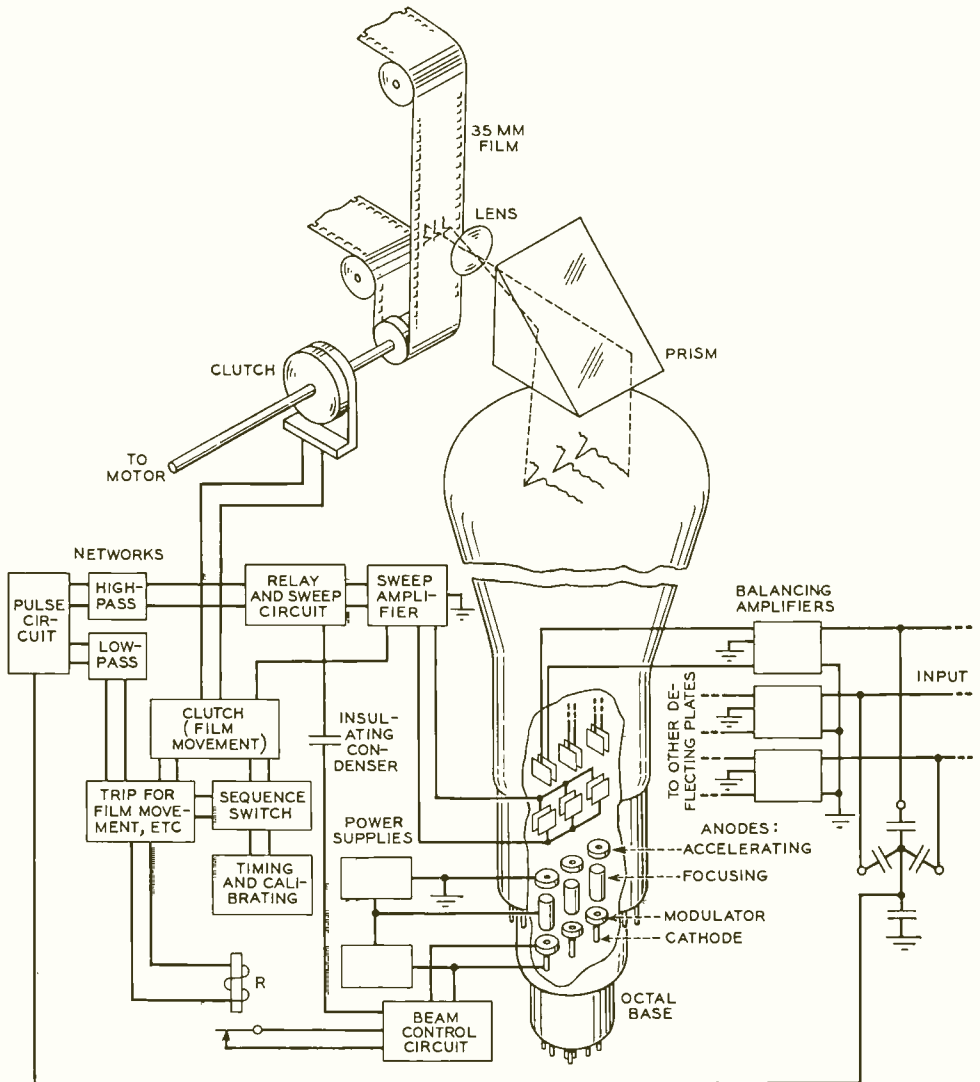 35 MM
FILM
LENS
PRISM
CLUTCH
TO
MOTOR
NETWORKS
PULSE
CIR-
CUIT
HIGH-
PASS
LOW-
PASS
RELAY
AND SWEEP
CIRCUIT
SWEEP
AMPLI-
FIER
BALANCING
AMPLIFIERS
INPUT
TO OTHER DE-
FLECTING PLATES
CLUTCH
(FILM
MOVEMENT)
INSUL-
ATING
CON-
DENSER
TRIP FOR
FILM MOVE-
MENT, ETC
SEQUENCE
SWITCH
TIMING
AND CALI-
BRATING
POWER
SUPPLIES
ANODES:
ACCELERATING
FOCUSING
MODULATOR
CATHODE
R
BEAM
CONTROL
CIRCUIT
OCTAL
BASE